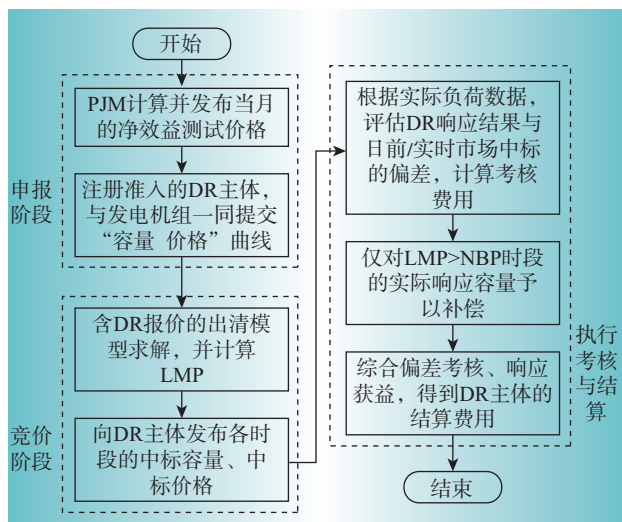 开始
PJM计算并发布当月
的净效益测试价格
注册准入的DR主体，
与发电机组一同提交
“容量 价格”曲线
申报
阶段
含DR报价的出清模
型求解，并计算
LMP
向DR主体发布各时
段的中标容量、中
标价格
竞价
阶段
根据实际负荷数据，
评估DR响应结果与
日前/实时市场中标
的偏差，计算考核
费用
仅对LMP>NBP时段
的实际响应容量予
以补偿
综合偏差考核、响应
获益，得到DR主体的
结算费用
执行
考核
与结
算
结束